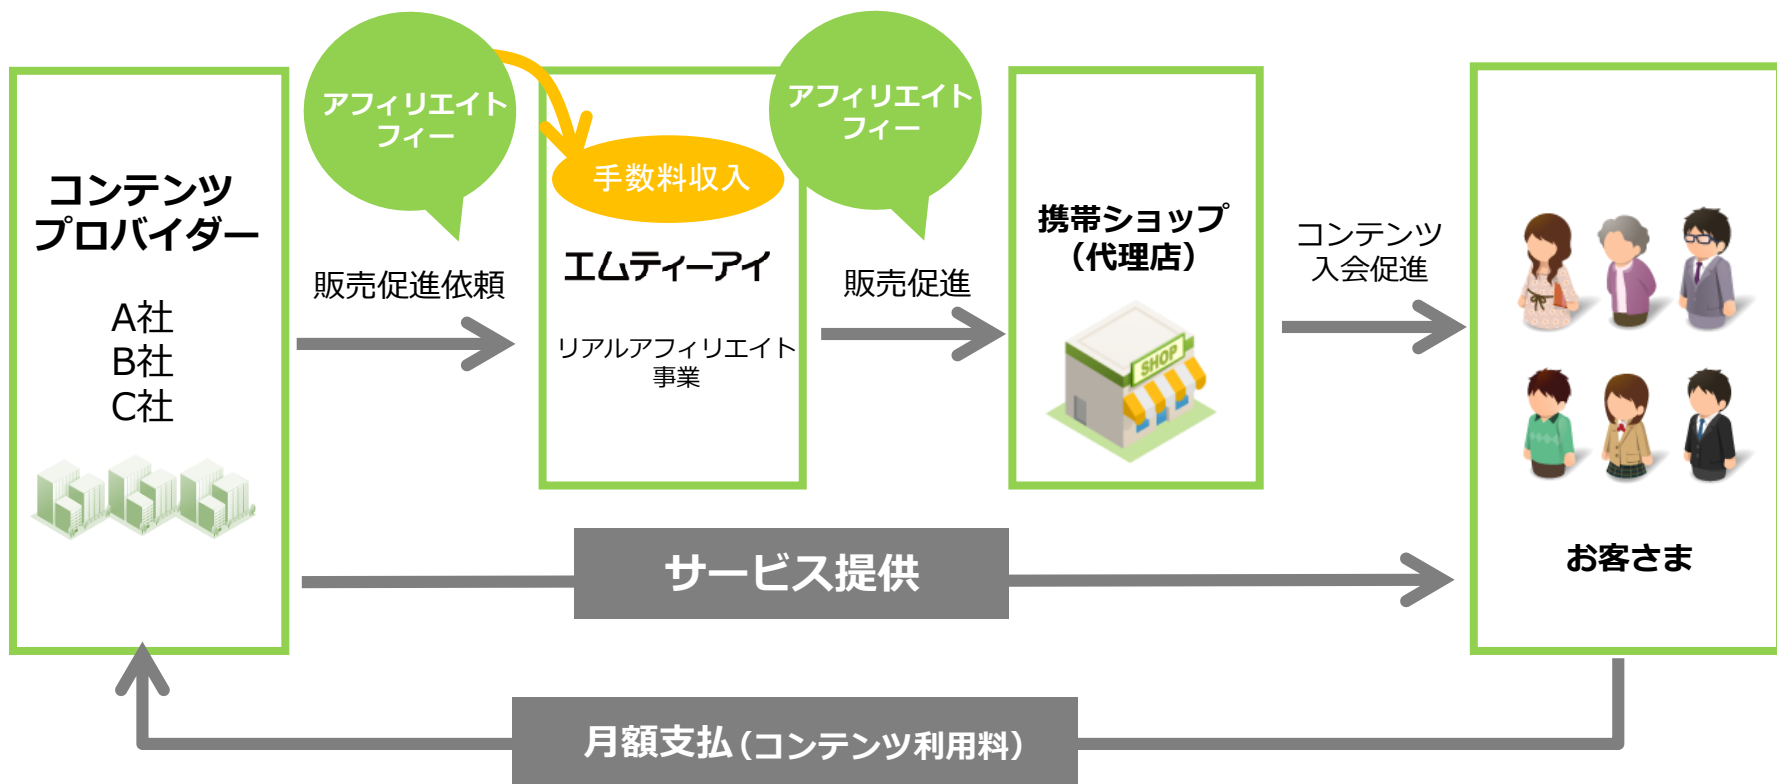 コンテンツ
プロバイダー
A社
B社
C社
アフィリエイト
フィー
販売促進依頼
手数料収入
エムティーアイ
リアルアフィリエイト
事業
アフィリエイト
フィー
販売促進
携帯ショップ
（代理店）
SHOP
コンテンツ
入会促進
お客さま
サービス提供
月額支払（コンテンツ利用料）